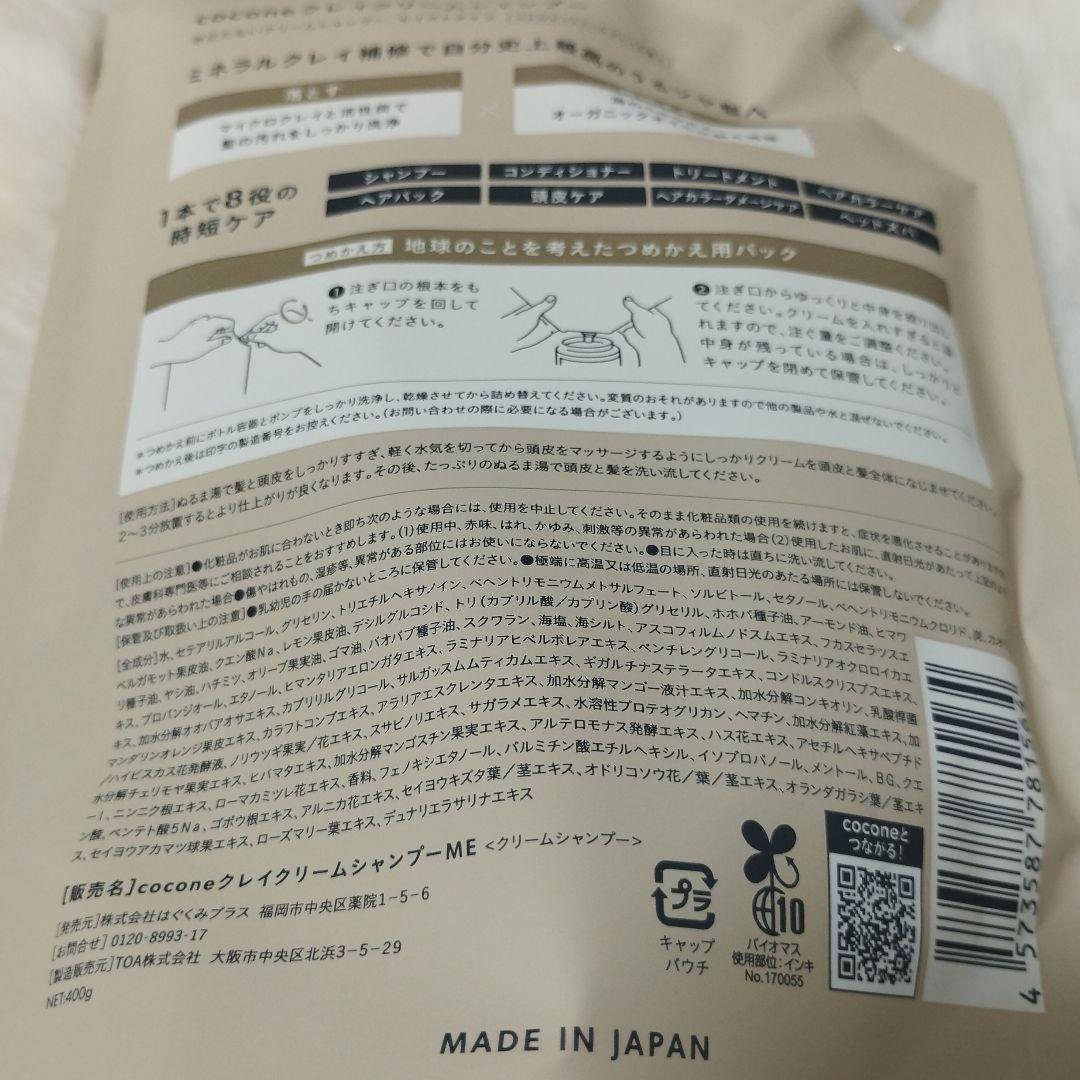 coconeクレイクリームシャンプー
ミネラルクレイ補修で自分史上最高の
落とす
マイクロクレイと活性炭で
髪の汚れをしっかり洗浄
×
オーガニック
1本で8役の
時短ケア
シャンプー
コンディショナー
トリートメント
ヘアカラーケア
ヘアパック
頭皮ケア
ヘアカラーダメージケア
ヘッドスパ
つめかえ方 地球のことを考えたつめかえ用パック
❶注ぎ口の根本をも
ちキャップを回して
開けてください。
❷注ぎ口からゆっくりと中身を絞り出し
てください。クリームを入れすぎると
れますので、注ぐ量をご調整ください。
中身が残っている場合は、しっかりと
キャップを閉めて保管してください。
*つめかえ前にボトル容器とポンプをしっかり洗浄し、乾燥させてから詰め替えてください。変質のおそれがありますので他の製品や水と混ぜないでください。
*つめかえ後は印字の製造番号をお控えください。(お問い合わせの際に必要になる場合がございます。)
[使用方法]ぬるま湯で髪と頭皮をしっかりすすぎ、軽く水気を切ってから頭皮をマッサージするようにしっかりクリームを頭皮と髪全体になじませてください。
2〜3分放置するとより仕上がりが良くなります。その後、たっぷりのぬるま湯で頭皮と髪を洗い流してください。
[使用上の注意]●化粧品がお肌に合わないとき即ち次のような場合には、使用を中止してください。そのまま化粧品類の使用を続けますと、症状を悪化させることがあります
で、皮膚科専門医等にご相談されることをおすすめします。(1)使用中、赤味、はれ、かゆみ、刺激等の異常があらわれた場合(2)使用したお肌に、直射日光があたって上記の
な異常があらわれた場合●傷やはれもの、湿疹等、異常がある部位にはお使いにならないでください。●目に入った時は直ちに洗い流してください。
[保管及び取扱い上の注意]●乳幼児の手の届かないところに保管してください。●極端に高温又は低温の場所、直射日光のあたる場所には保管しないでください。
[全成分]水、セテアリルアルコール、グリセリン、トリエチルヘキサノイン、ベヘントリモニウムメトサルフェート、ソルビトール、セタノール、ベヘントリモニウムクロリド、炭、カオ
ベルガモット果皮油、クエン酸Na、レモン果皮油、デシルグルコシド、トリ(カプリル酸/カプリン酸)グリセリル、ホホバ種子油、アーモンド油、ヒマワ
リ種子油、ヤシ油、ハチミツ、オリーブ果実油、ゴマ油、バオバブ種子油、スクワラン、海塩、海シルト、アスコフィルムノドスムエキス、フカスセラツスエ
キス、プロパンジオール、エタノール、ヒマンタリアエロンガタエキス、ラミナリアヒペルボレアエキス、ペンチレングリコール、ラミナリアオクロロイカエ
キス、加水分解オオバアオサエキス、カプリリルグリコール、サルガッスムムティカムエキス、ギガルチナステラータエキス、コンドルスクリプスエキス、
マンダリンオレンジ果皮エキス、カラフトコンブエキス、アラリアエスクレンタエキス、加水分解マンゴー液汁エキス、加水分解コンキオリン、乳酸桿菌
/ハイビスカス花発酵液、ノリウツギ果実/花エキス、スサビノリエキス、サガラメエキス、水溶性プロテオグリカン、ヘマチン、加水分解紅藻エキス、加
水分解チェリモヤ果実エキス、ヒバマタエキス、加水分解マンゴスチン果実エキス、アルテロモナス発酵エキス、ハス花エキス、アセチルヘキサペプチド
-1、ニンニク根エキス、ローマカミツレ花エキス、香料、フェノキシエタノール、パルミチン酸エチルヘキシル、イソプロパノール、メントール、BG、クエ
ン酸、ペンテト酸5Na、ゴボウ根エキス、アルニカ花エキス、セイヨウキズタ葉/茎エキス、オドリコソウ花/葉/茎エキス、オランダガラシ葉/茎エキ
ス、セイヨウアカマツ球果エキス、ローズマリー葉エキス、デュナリエラサリナエキス
[販売名]coconeクレイクリームシャンプーME <クリームシャンプー>
[発売元]株式会社はぐくみプラス 福岡市中央区薬院1-5-6
[お問合せ] 0120-8993-17
[製造販売元]TOA株式会社 大阪市中央区北浜3-5-29
NET:400g
プラ
キャップ
パウチ
10
バイオマス
使用部位:インキ
No.170055
coconeと
つながる!
MADE IN JAPAN